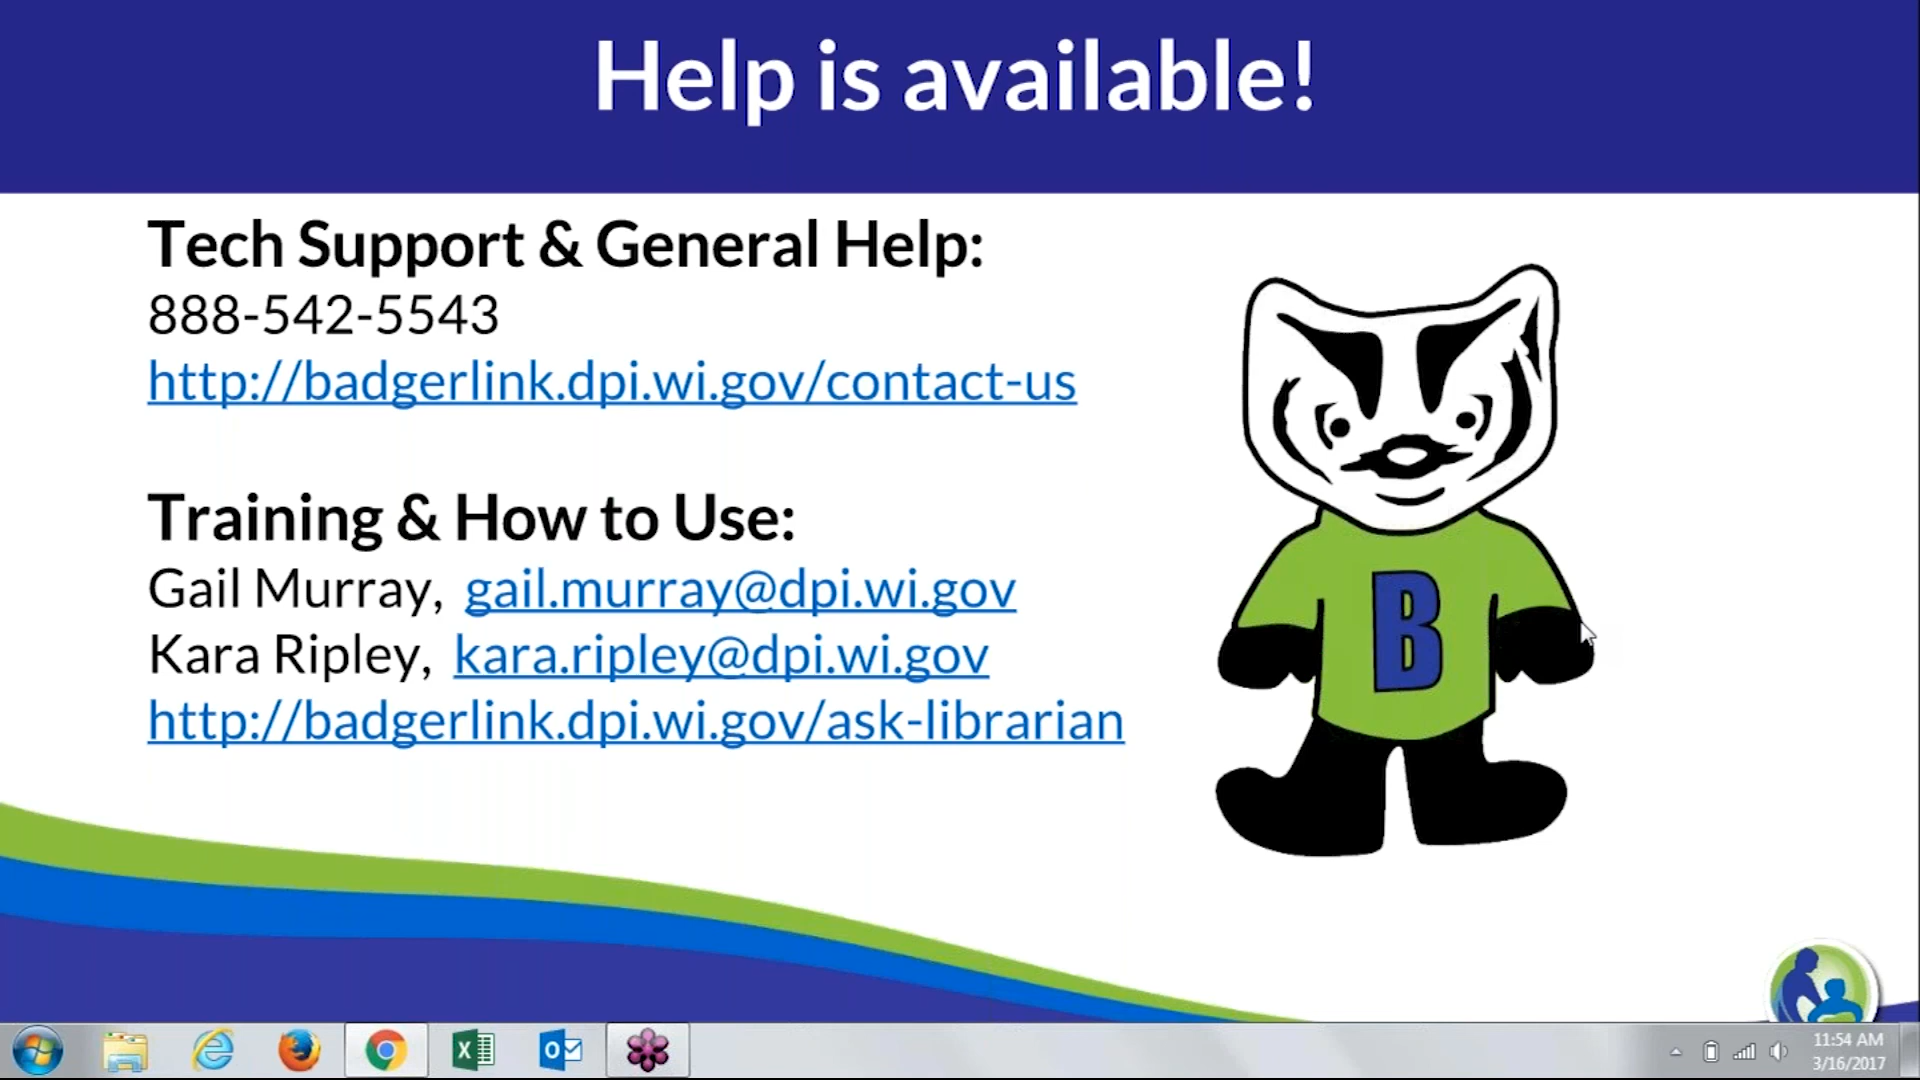 Help is available!
Tech Support & General Help:
888-542-5543
http://badgerlink.dpi.wi.gov/contact-us
Training & How to Use:
Gail Murray, gail.murray@dpi.wi.gov
Kara Ripley, kara.ripley@dpi.wi.gov
http://badgerlink.dpi.wi.gov/ask-librarian
B
11:54 AM
3/16/2017